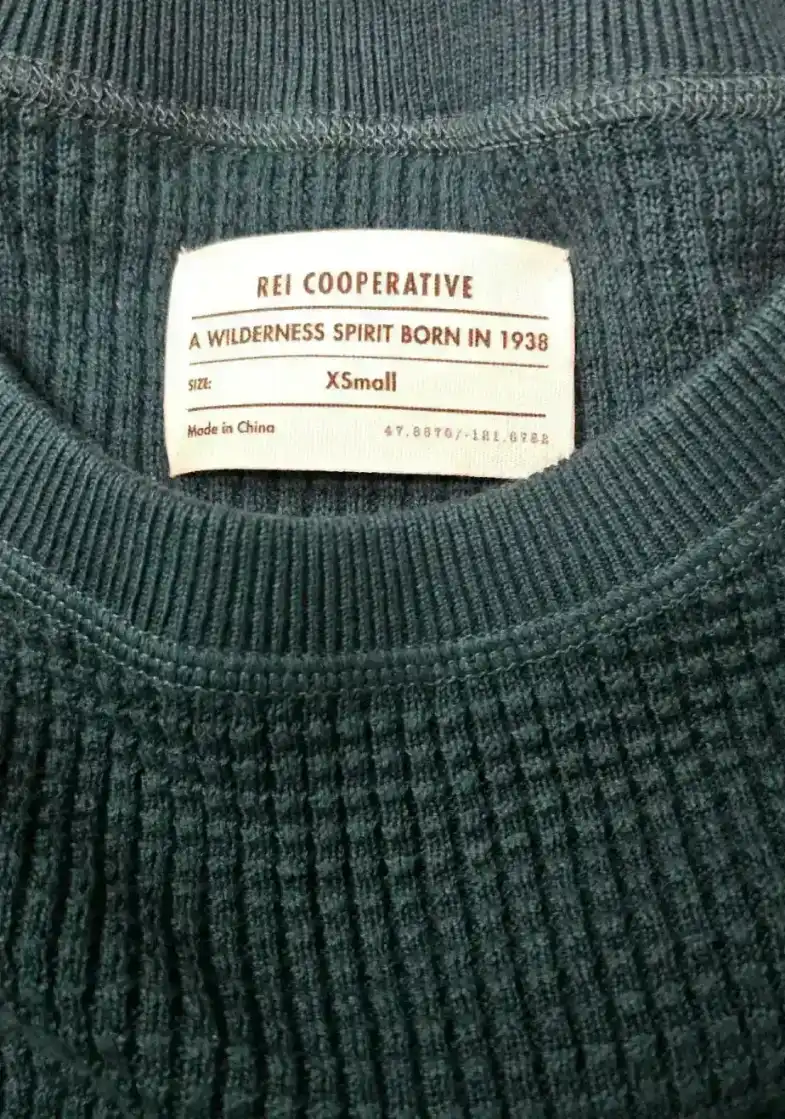 REI COOPERATIVE
A WILDERNESS SPIRIT BORN IN 1938
SIZE: XSmall
Made in China